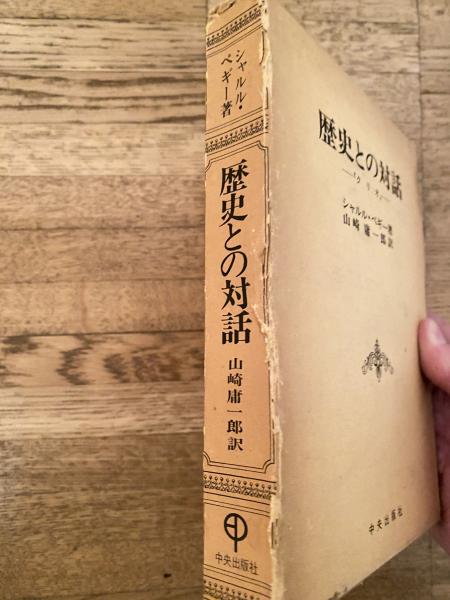 シャルル・
ペギー著
歴史との対話
山崎庸一郎訳
中央出版社
歴史との対話
―『クリオ』―
シャルル・ペギー著
山崎庸一郎訳
中央出版社